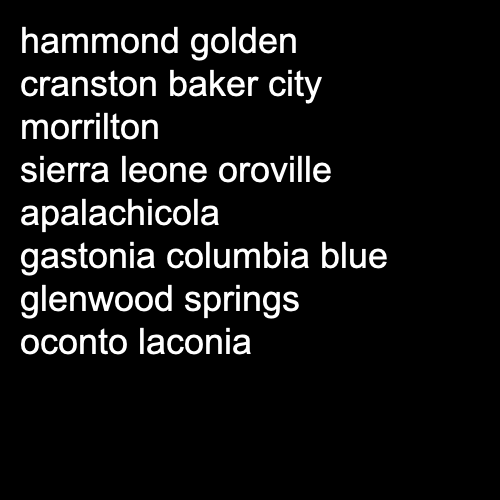 hammond golden
cranston baker city
morrilton
sierra leone oroville
apalachicola
gastonia columbia blue
glenwood springs
oconto laconia